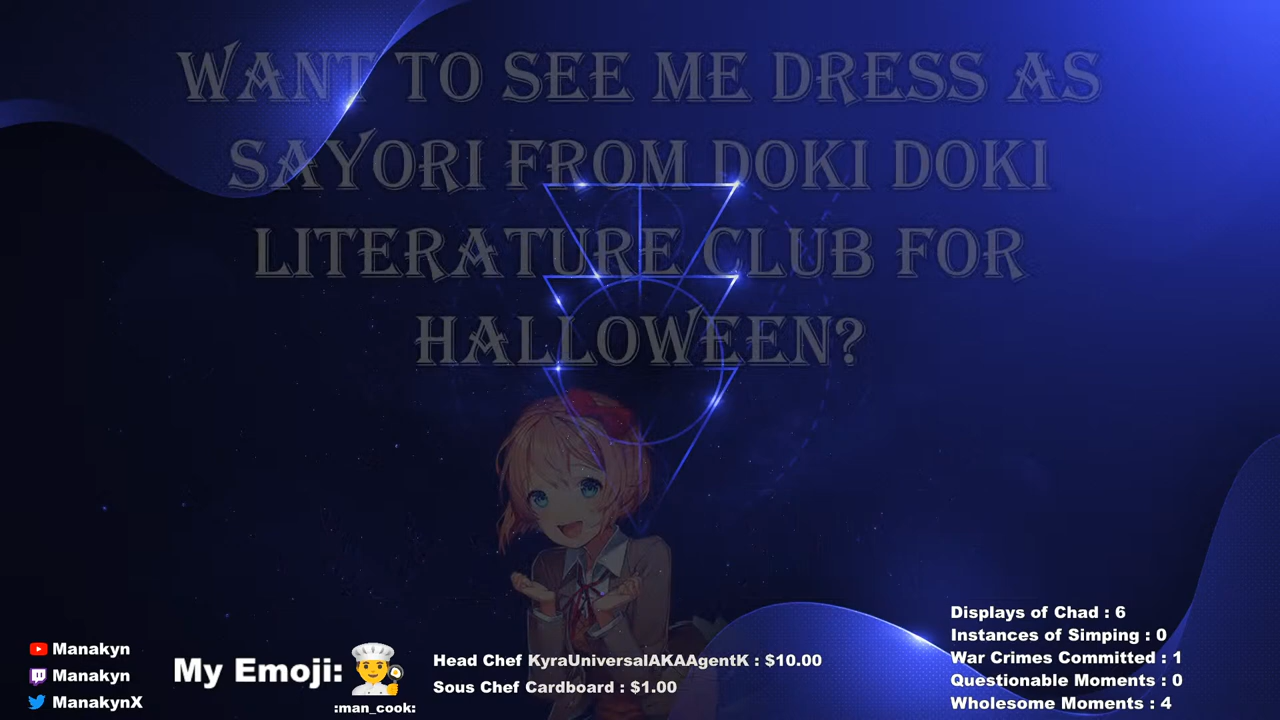 WANT TO SEE ME DRESS AS
SAYORI FROM DOKI DOKI
LITERATURE CLUB FOR
HALLOWEEN?
Manakyn
Manakyn
ManakynX
My Emoji:
:man_cook:
Head Chef KyraUniversalAKAAgentK : $10.00
Sous Chef Cardboard : $1.00
Displays of Chad : 6
Instances of Simping : 0
War Crimes Committed : 1
Questionable Moments : 0
Wholesome Moments : 4